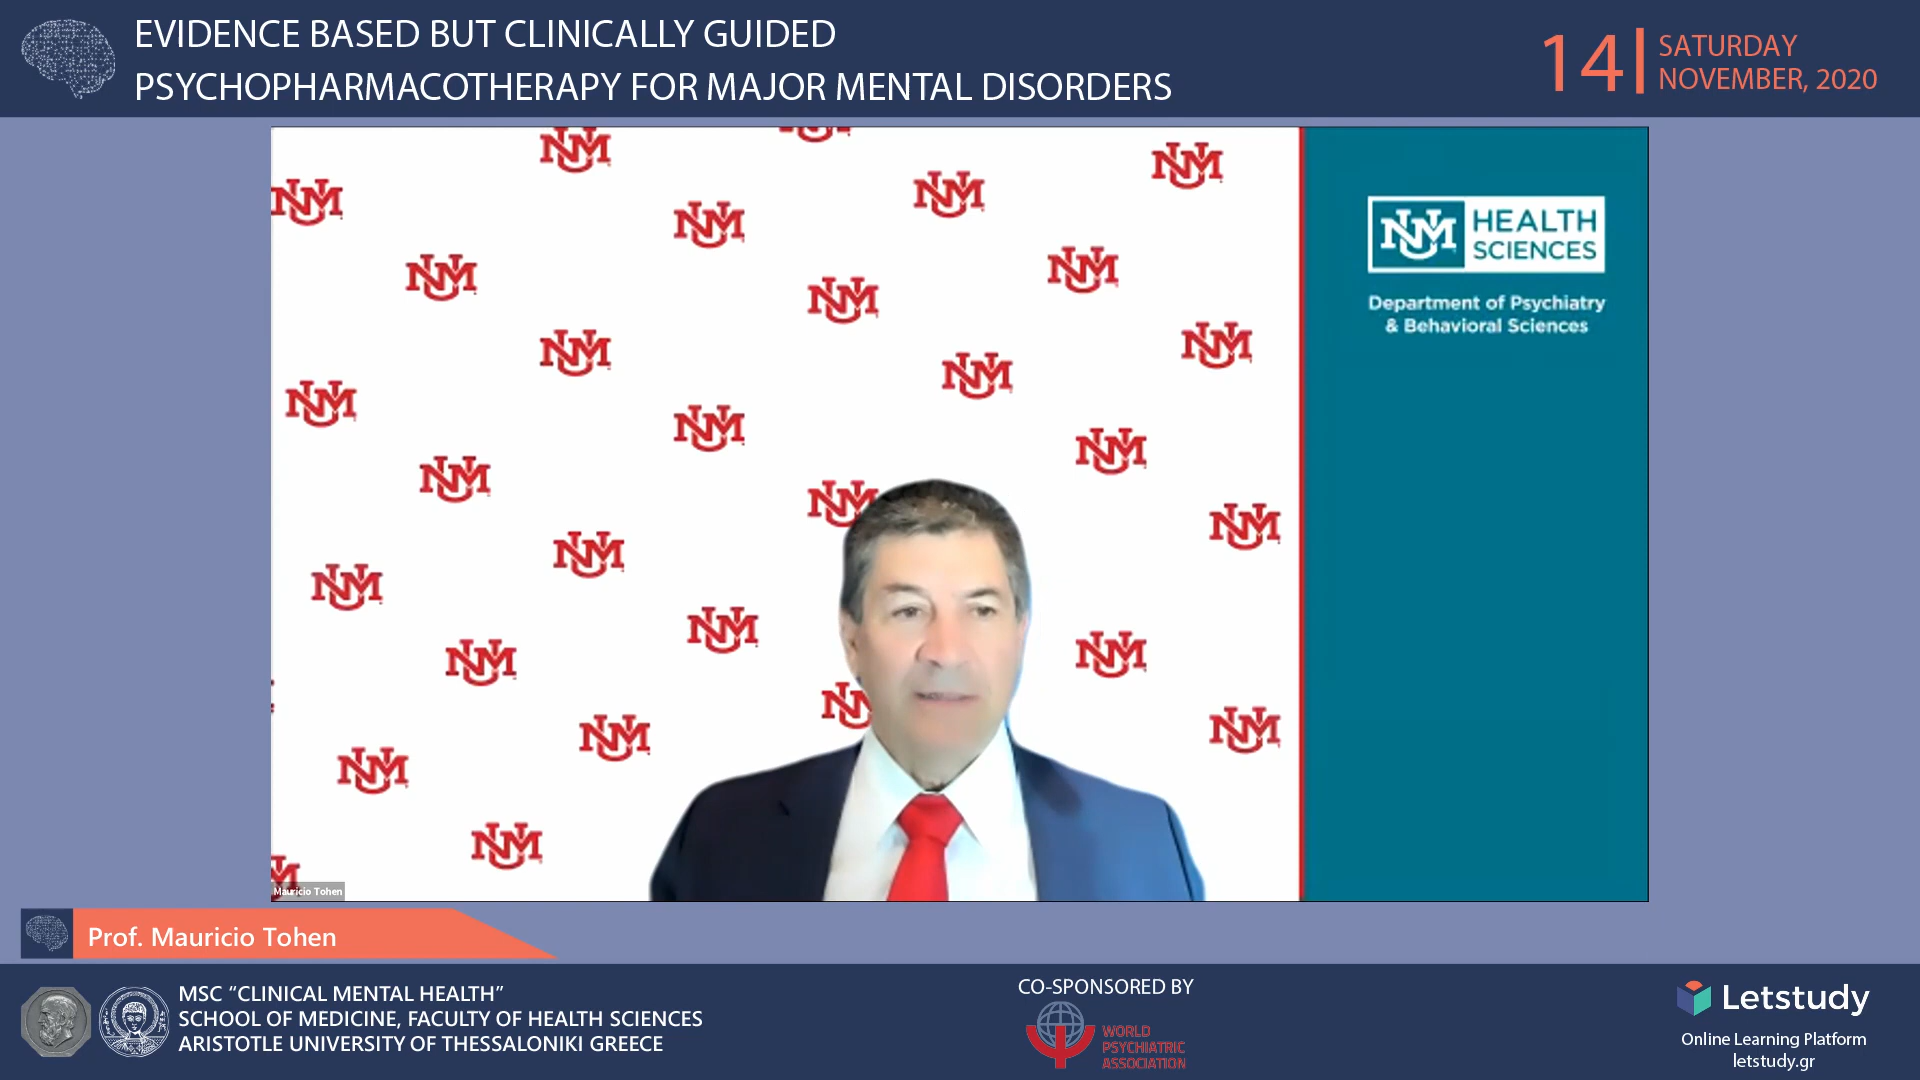 EVIDENCE BASED BUT CLINICALLY GUIDED
PSYCHOPHARMACOTHERAPY FOR MAJOR MENTAL DISORDERS
14
SATURDAY
NOVEMBER, 2020
UNM
HEALTH
SCIENCES
Department of Psychiatry
& Behavioral Sciences
Mauricio Tohen
Prof. Mauricio Tohen
MSC “CLINICAL MENTAL HEALTH”
SCHOOL OF MEDICINE, FACULTY OF HEALTH SCIENCES
ARISTOTLE UNIVERSITY OF THESSALONIKI GREECE
CO-SPONSORED BY
WORLD
PSYCHIATRIC
ASSOCIATION
Letstudy
Online Learning Platform
letstudy.gr